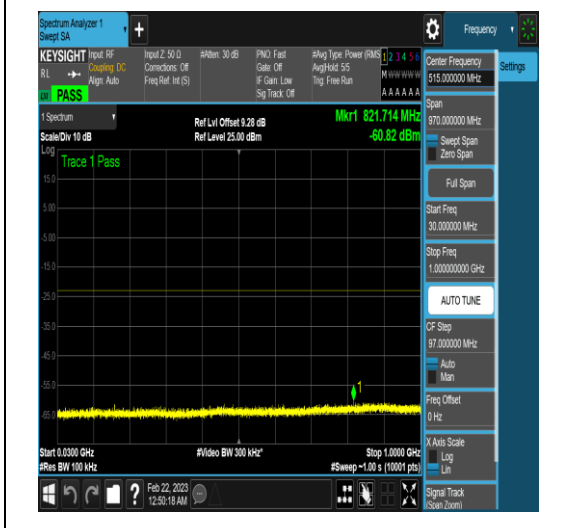 Spectrum Analyzer 1
Swept SA
+
Frequency
KEYSIGHT
Input: RF
Coupling: DC
Align: Auto
Input Z: 50 Ω
Corrections: Off
Freq Ref: Int (S)
#Atten: 30 dB
PNO: Fast
Gate: Off
IF Gain: Low
Sig Track: Off
#Avg Type: Power (RMS
Avg|Hold: 5/5
Trig: Free Run
1 2 3 4 5 6
M W W W W W
A A A A A A
RL
PASS
1 Spectrum
Scale/Div 10 dB
Ref Lvl Offset 9.28 dB
Ref Level 25.00 dBm
Mkr1 821.714 MHz
-60.82 dBm
Log
Trace 1 Pass
15.0
5.00
-5.00
-15.0
-25.0
-35.0
-45.0
-55.0
-65.0
1
Start 0.0300 GHz
#Res BW 100 kHz
#Video BW 300 kHz*
Stop 1.0000 GHz
#Sweep ~1.00 s (10001 pts)
Center Frequency
515.000000 MHz
Settings
Span
970.000000 MHz
Swept Span
Zero Span
Full Span
Start Freq
30.000000 MHz
Stop Freq
1.000000000 GHz
AUTO TUNE
CF Step
97.000000 MHz
Auto
Man
Freq Offset
0 Hz
X Axis Scale
Log
Lin
Signal Track
(Span Zoom)
?
Feb 22, 2023
12:50:18 AM